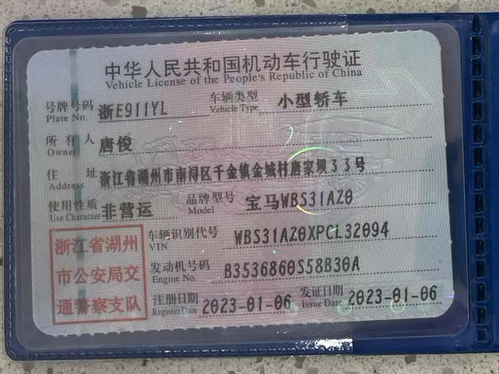 中华人民共和国机动车行驶证
Vehicle License of the People's Republic of China
号牌号码 浙E911YL 车辆类型 小型轿车
Plate No. Vehicle Type
所有人 唐俊
Owner
住址 浙江省湖州市南浔区千金镇金城村唐家坝33号
Address
使用性质 非营运 品牌型号 宝马WBS31AZ0
Use Character Model
浙江省湖州
市公安局交
通警察支队
车辆识别代号 WBS31AZ0XPCL32094
VIN
发动机号码 B3536860S58B30A
Engine No.
注册日期 2023-01-06 发证日期 2023-01-06
Register Date Issue Date